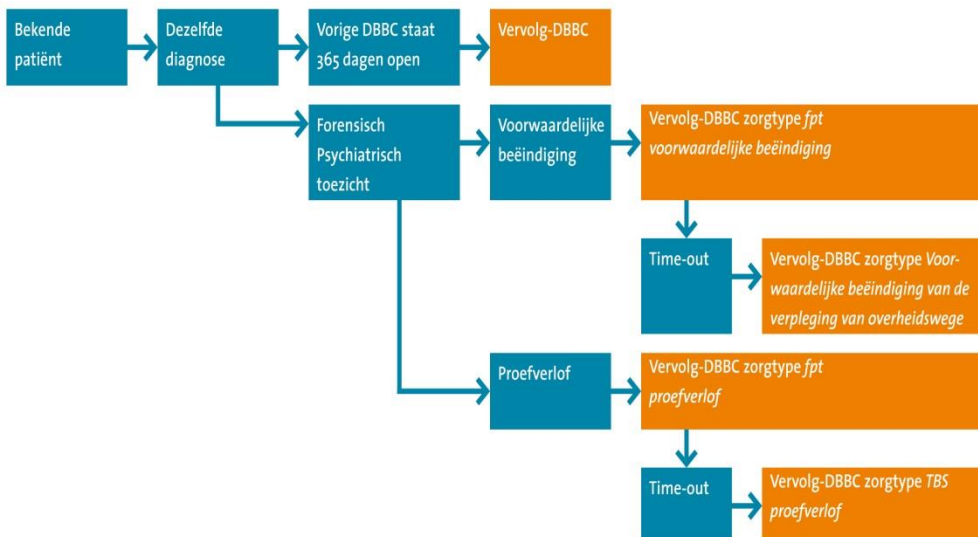 Bekende
patiënt
Dezelfde
diagnose
Vorige DBBC staat
365 dagen open
Vervolg-DBBC
Forensisch
Psychiatrisch
toezicht
Voorwaardelijke
beëindiging
Vervolg-DBBC zorgtype fpt
voorwaardelijke beëindiging
Time-out
Vervolg-DBBC zorgtype Voor-
waardelijke beëindiging van de
verpleging van overheidswege
Proefverlof
Vervolg-DBBC zorgtype fpt
proefverlof
Time-out
Vervolg-DBBC zorgtype TBS
proefverlof